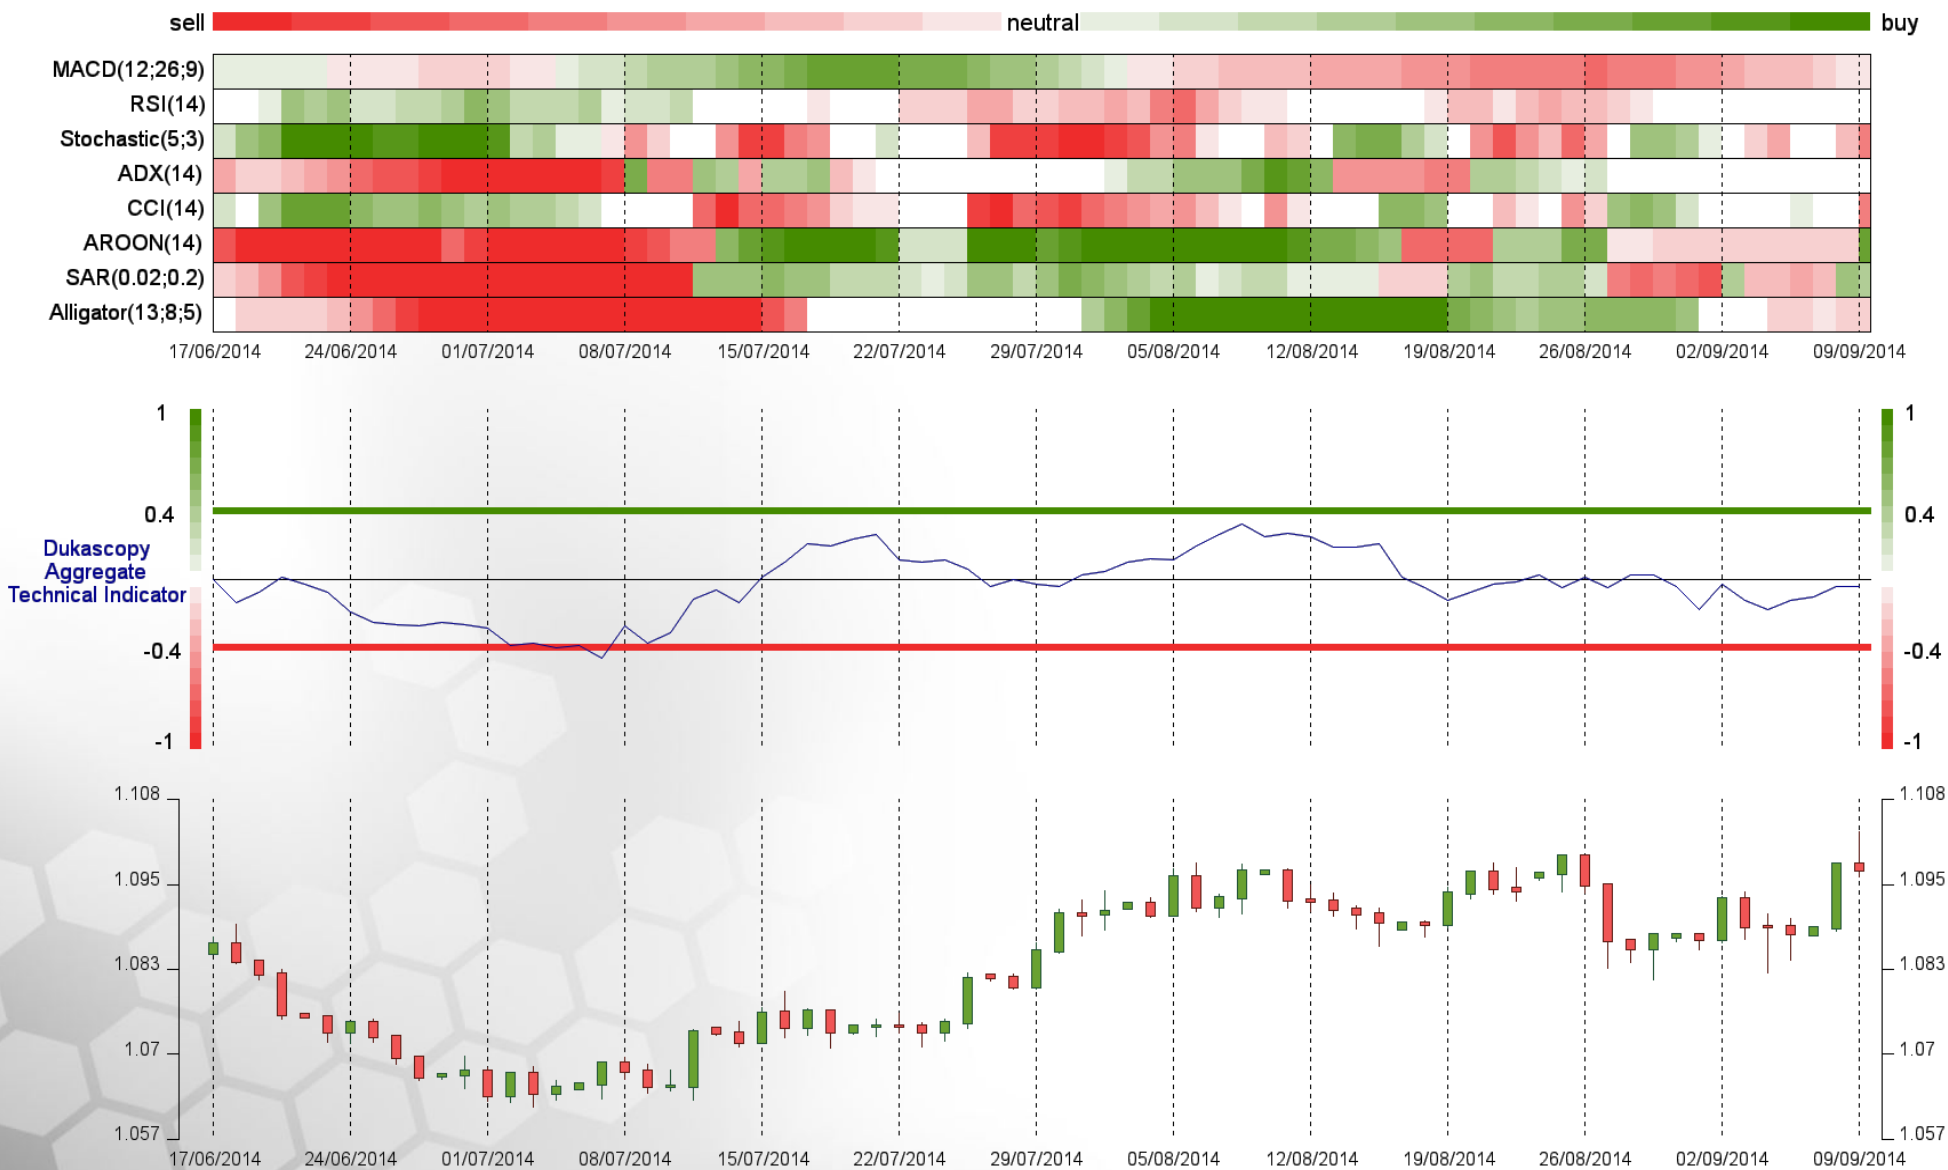 sell neutral buy
MACD(12;26;9)
RSI(14)
Stochastic(5;3)
ADX(14)
CCI(14)
AROON(14)
SAR(0.02;0.2)
Alligator(13;8;5)
17/06/2014 24/06/2014 01/07/2014 08/07/2014 15/07/2014 22/07/2014 29/07/2014 05/08/2014 12/08/2014 19/08/2014 26/08/2014 02/09/2014 09/09/2014
1 1
0.4 0.4
Dukascopy
Aggregate
Technical Indicator
-0.4 -0.4
-1 -1
1.108 1.108
1.095 1.095
1.083 1.083
1.07 1.07
1.057 1.057
17/06/2014 24/06/2014 01/07/2014 08/07/2014 15/07/2014 22/07/2014 29/07/2014 05/08/2014 12/08/2014 19/08/2014 26/08/2014 02/09/2014 09/09/2014